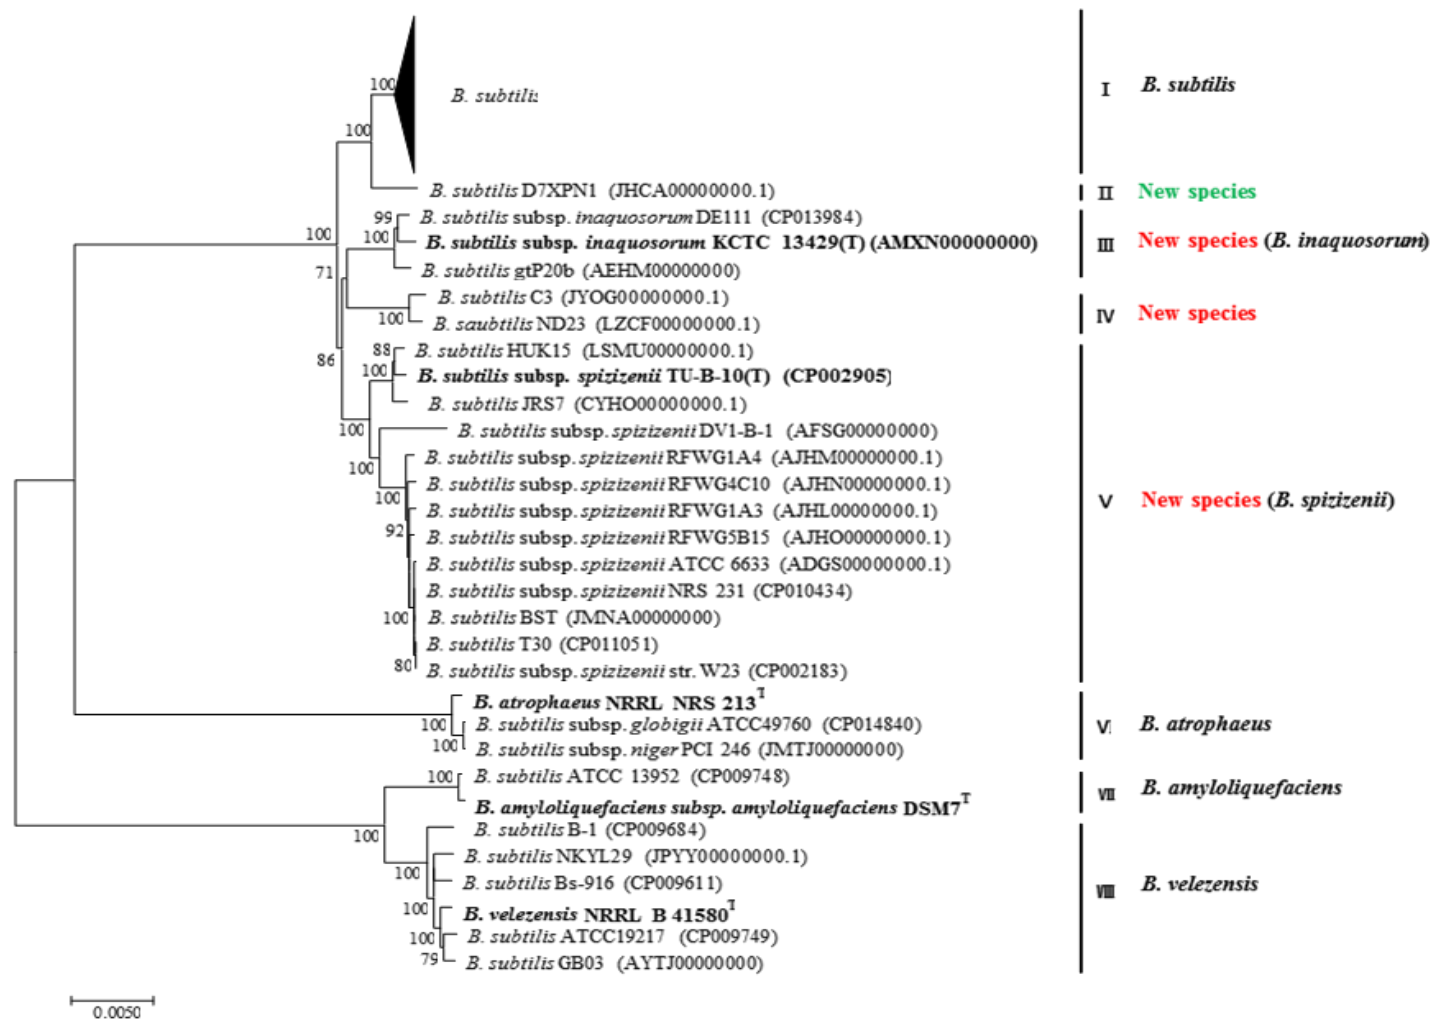 100
B. subtilis
I B. subtilis
100
B. subtilis D7XPN1 (JHCA00000000.1)
II New species
99 B. subtilis subsp. inaquosorum DE111 (CP013984)
100
100 B. subtilis subsp. inaquosorum KCTC 13429(T) (AMXN00000000)
III New species (B. inaquosorum)
71 B. subtilis gtP20b (AEHM00000000)
B. subtilis C3 (JYOG00000000.1)
IV New species
100 B. saubtilis ND23 (LZCF00000000.1)
88 B. subtilis HUK15 (LSMU00000000.1)
86
100 B. subtilis subsp. spizizenii TU-B-10(T) (CP002905)
B. subtilis JRS7 (CYHO00000000.1)
100 B. subtilis subsp. spizizenii DV1-B-1 (AFSG00000000)
B. subtilis subsp. spizizenii RFWG1A4 (AJHM00000000.1)
100
B. subtilis subsp. spizizenii RFWG4C10 (AJHN00000000.1)
100
V New species (B. spizizenii)
B. subtilis subsp. spizizenii RFWG1A3 (AJHL00000000.1)
92
B. subtilis subsp. spizizenii RFWG5B15 (AJHO00000000.1)
B. subtilis subsp. spizizenii ATCC 6633 (ADGS00000000.1)
B. subtilis subsp. spizizenii NRS 231 (CP010434)
100 B. subtilis BST (JMNA00000000)
B. subtilis T30 (CP011051)
80 B. subtilis subsp. spizizenii str. W23 (CP002183)
B. atrophaeus NRRL NRS 213T
100 B. subtilis subsp. globigii ATCC49760 (CP014840)
VI B. atrophaeus
100 B. subtilis subsp. niger PCI 246 (JMTJ00000000)
100 B. subtilis ATCC 13952 (CP009748)
VII B. amyloliquefaciens
B. amyloliquefaciens subsp. amyloliquefaciens DSM7T
100 B. subtilis B-1 (CP009684)
B. subtilis NKYL29 (JPYY00000000.1)
100
B. subtilis Bs-916 (CP009611)
VIII B. velezensis
100 B. velezensis NRRL B 41580T
100 B. subtilis ATCC19217 (CP009749)
79 B. subtilis GB03 (AYTJ00000000)
0.0050